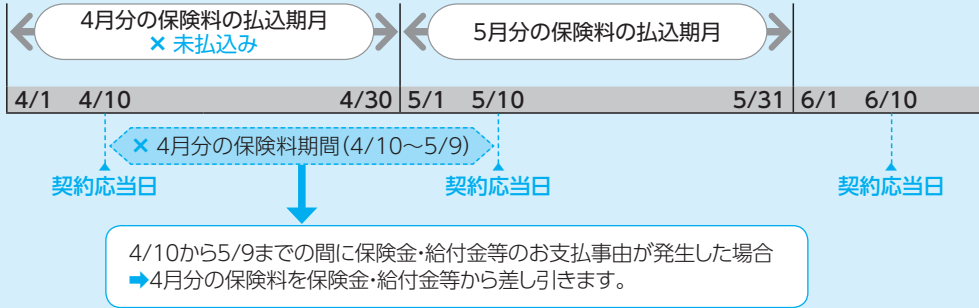 4月分の保険料の払込期月
× 未払込み
5月分の保険料の払込期月
4/1 4/10 4/30 5/1 5/10 5/31 6/1 6/10
× 4月分の保険料期間(4/10〜5/9)
契約応当日 契約応当日 契約応当日
4/10から5/9までの間に保険金・給付金等のお支払事由が発生した場合
➡4月分の保険料を保険金・給付金等から差し引きます。